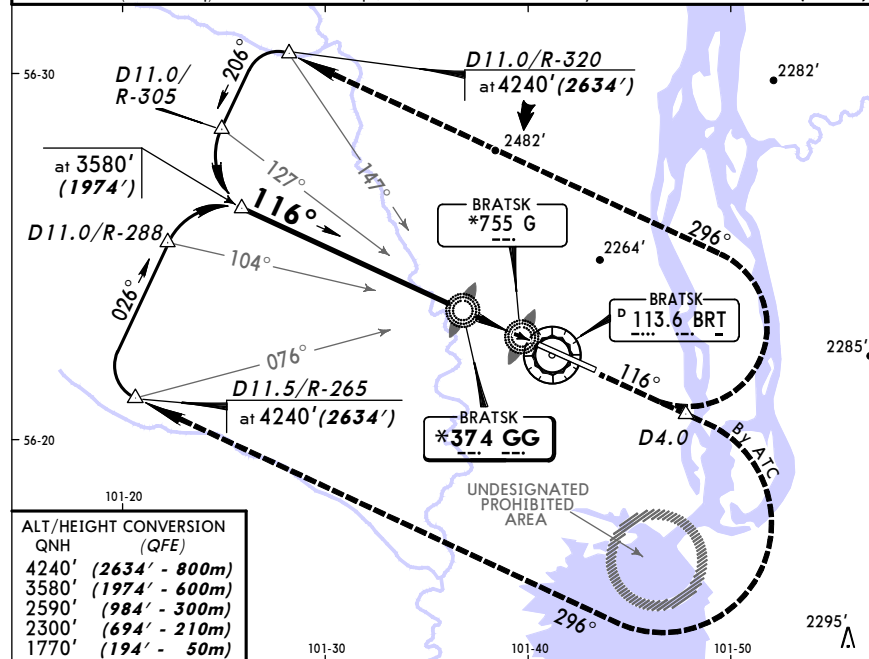 56-30
D11.0/
R-305
206°
D11.0/R-320
at 4240' (2634')
2282'
2482'
at 3580'
(1974')
127°
147°
116°
BRATSK
*755 G
D11.0/R-288
104°
296°
2264'
026°
BRATSK
D 113.6 BRT
076°
2285'
D11.5/R-265
at 4240' (2634')
116°
56-20
BRATSK
*374 GG
D4.0
By ATC
101-20
UNDESIGNATED
PROHIBITED
AREA
ALT/HEIGHT CONVERSION
QNH (QFE)
4240' (2634' - 800m)
3580' (1974' - 600m)
2590' (984' - 300m)
2300' (694' - 210m)
1770' (194' - 50m)
296°
2295'
101-30
101-40
101-50